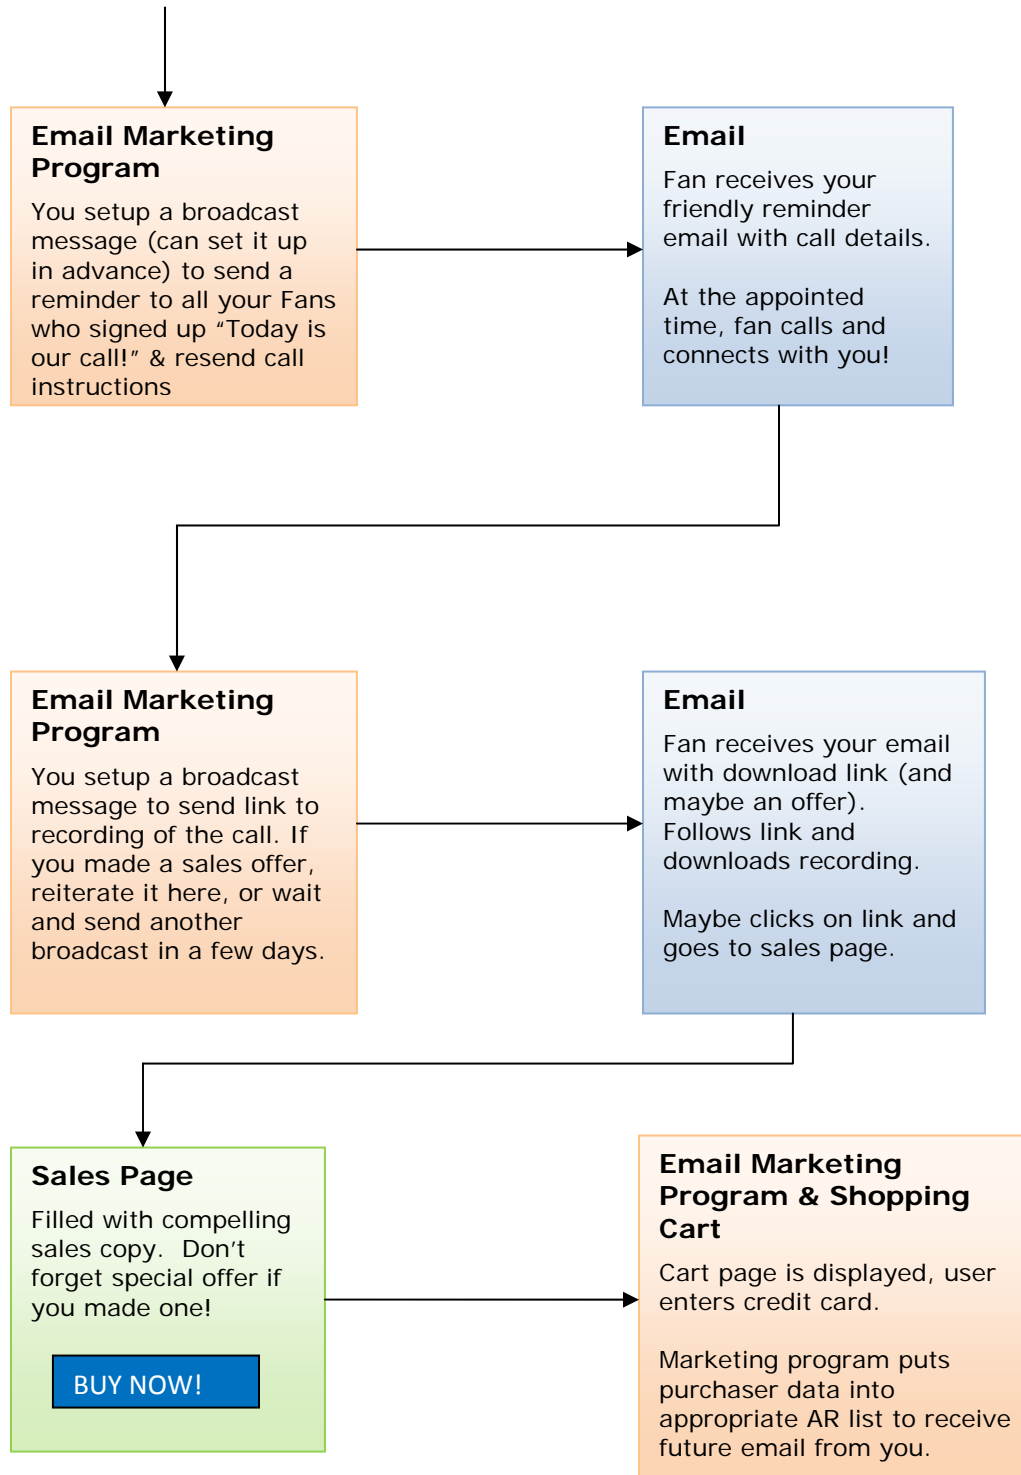 Email Marketing
Program
You setup a broadcast
message (can set it up
in advance) to send a
reminder to all your Fans
who signed up “Today is
our call!” & resend call
instructions
Email
Fan receives your
friendly reminder
email with call details.
At the appointed
time, fan calls and
connects with you!
Email Marketing
Program
You setup a broadcast
message to send link to
recording of the call. If
you made a sales offer,
reiterate it here, or wait
and send another
broadcast in a few days.
Email
Fan receives your email
with download link (and
maybe an offer).
Follows link and
downloads recording.
Maybe clicks on link and
goes to sales page.
Sales Page
Filled with compelling
sales copy.  Don’t
forget special offer if
you made one!
BUY NOW!
Email Marketing
Program & Shopping
Cart
Cart page is displayed, user
enters credit card.
Marketing program puts
purchaser data into
appropriate AR list to receive
future email from you.